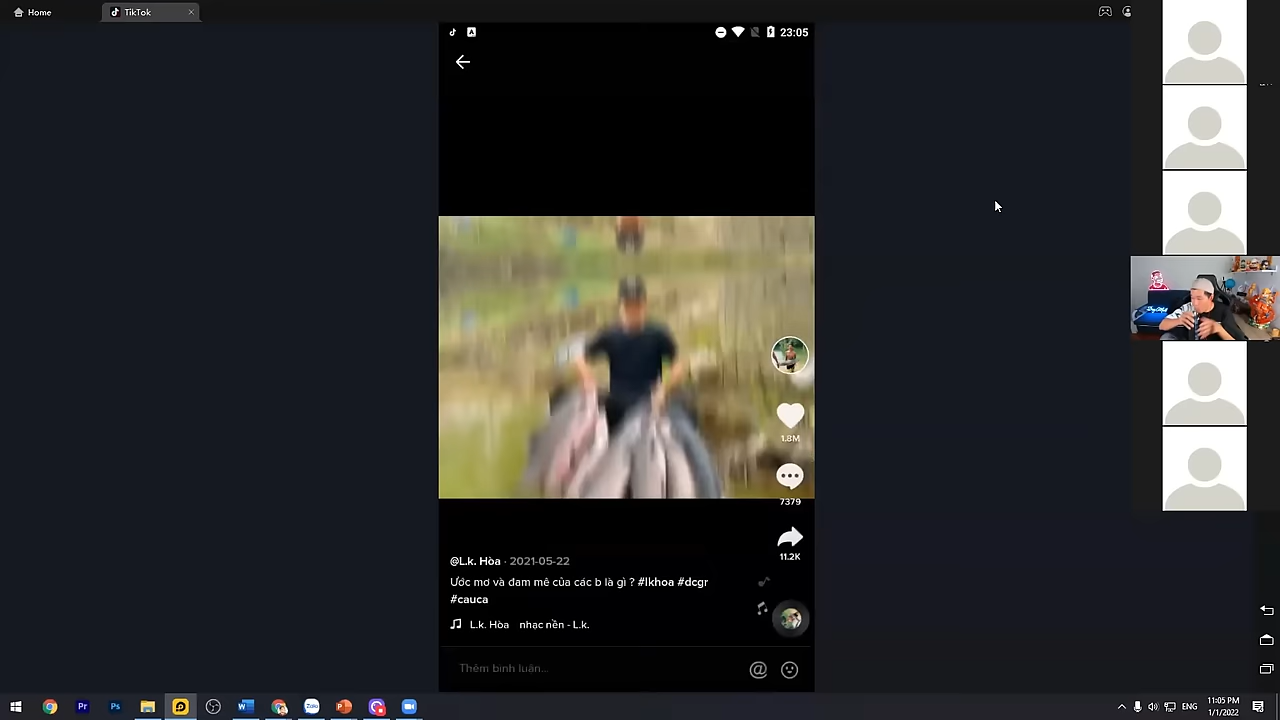 Home
TikTok
23:05
1.8M
7379
11.2K
@L.k. Hòa · 2021-05-22
Ước mơ và đam mê của các b là gì ? #lkhoa #dcgr
#cauca
L.k. Hòa nhạc nền - L.k.
Thêm bình luận...
ENG
11:05 PM
1/1/2022